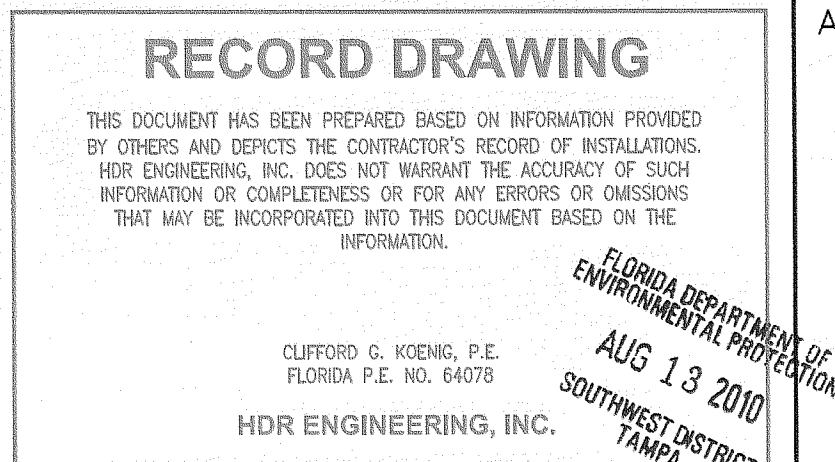 RECORD DRAWING
THIS DOCUMENT HAS BEEN PREPARED BASED ON INFORMATION PROVIDED
BY OTHERS AND DEPICTS THE CONTRACTOR'S RECORD OF INSTALLATIONS.
HDR ENGINEERING, INC. DOES NOT WARRANT THE ACCURACY OF SUCH
INFORMATION OR COMPLETENESS OR FOR ANY ERRORS OR OMISSIONS
THAT MAY BE INCORPORATED INTO THIS DOCUMENT BASED ON THE
INFORMATION.
CLIFFORD G. KOENIG, P.E.
FLORIDA P.E. NO. 64078
HDR ENGINEERING, INC.
FLORIDA DEPARTMENT OF
ENVIRONMENTAL PROTECTION
AUG 13 2010
SOUTHWEST DISTRICT
TAMPA
A